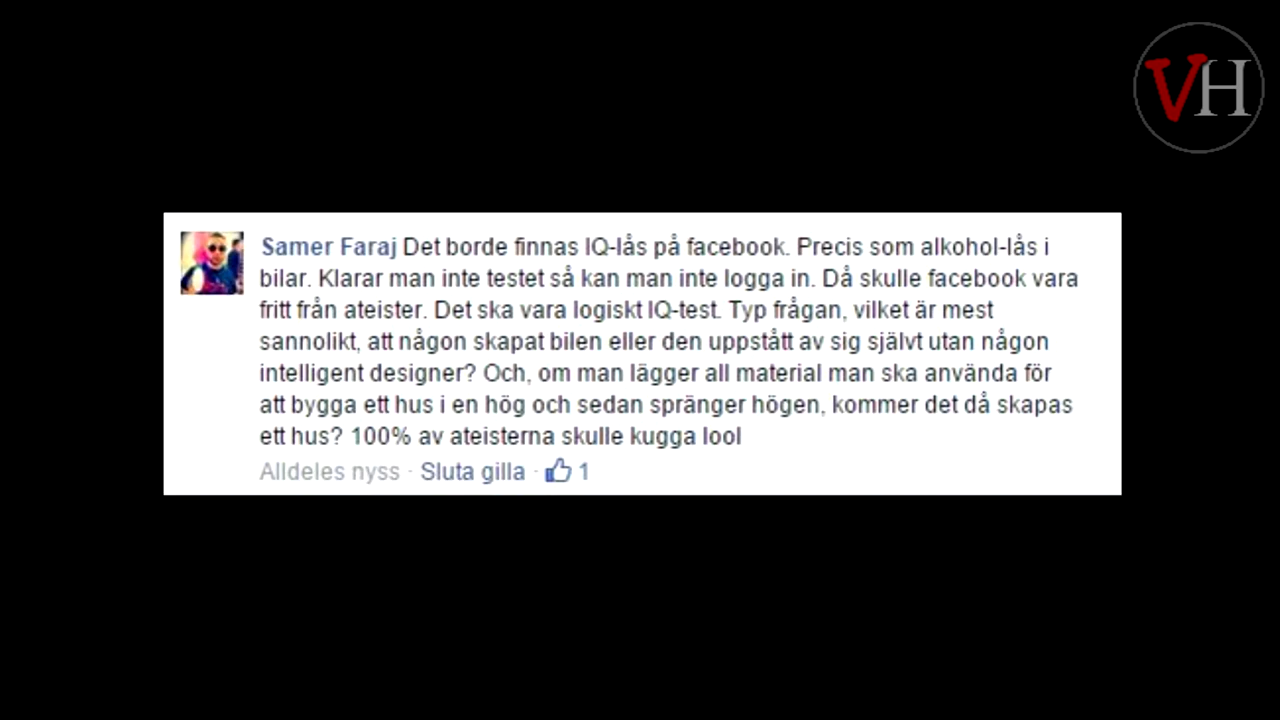 VH
Samer Faraj Det borde finnas IQ-lås på facebook. Precis som alkohol-lås i
bilar. Klarar man inte testet så kan man inte logga in. Då skulle facebook vara
fritt från ateister. Det ska vara logiskt IQ-test. Typ frågan, vilket är mest
sannolikt, att någon skapat bilen eller den uppstått av sig självt utan någon
intelligent designer? Och, om man lägger all material man ska använda för
att bygga ett hus i en hög och sedan spränger högen, kommer det då skapas
ett hus? 100% av ateisterna skulle kugga lool
Alldeles nyss · Sluta gilla · 1